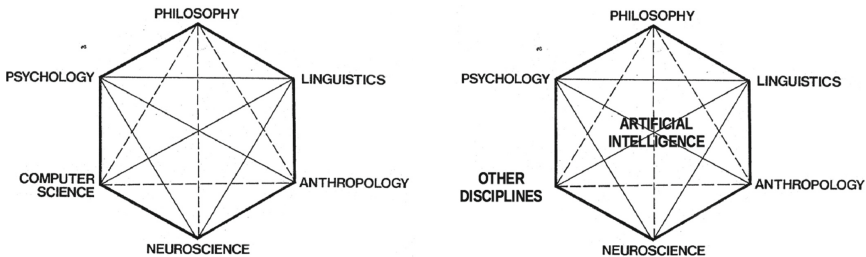 PHILOSOPHY
PSYCHOLOGY
LINGUISTICS
COMPUTER
SCIENCE
ANTHROPOLOGY
NEUROSCIENCE
PHILOSOPHY
PSYCHOLOGY
LINGUISTICS
ARTIFICIAL
INTELLIGENCE
OTHER
DISCIPLINES
ANTHROPOLOGY
NEUROSCIENCE